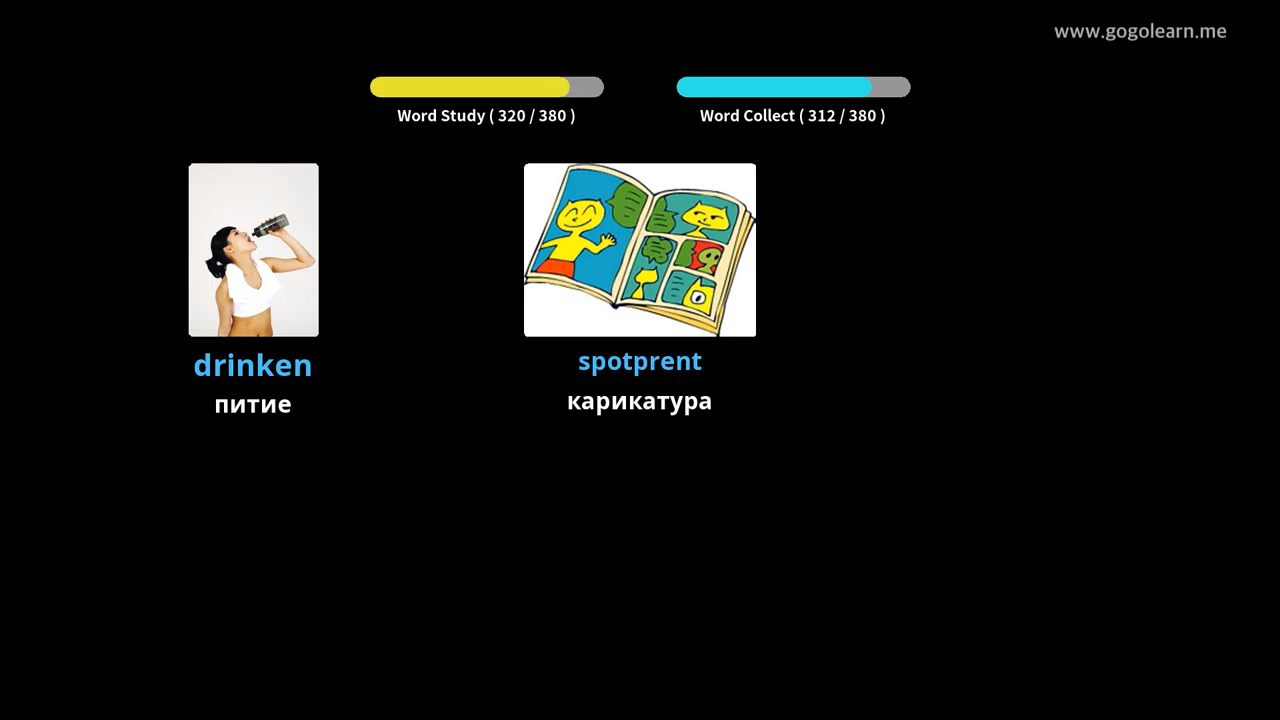 www.gogolearn.me
Word Study ( 320 / 380 )
Word Collect ( 312 / 380 )
drinken
питие
spotprent
карикатура